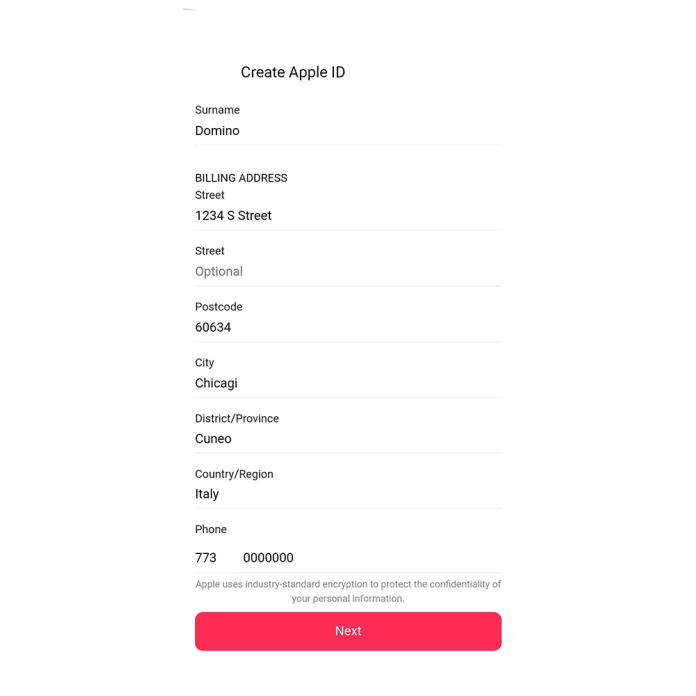 Create Apple ID
Surname
Domino
BILLING ADDRESS
Street
1234 S Street
Street
Optional
Postcode
60634
City
Chicagi
District/Province
Cuneo
Country/Region
Italy
Phone
773 0000000
Apple uses industry-standard encryption to protect the confidentiality of
your personal information.
Next